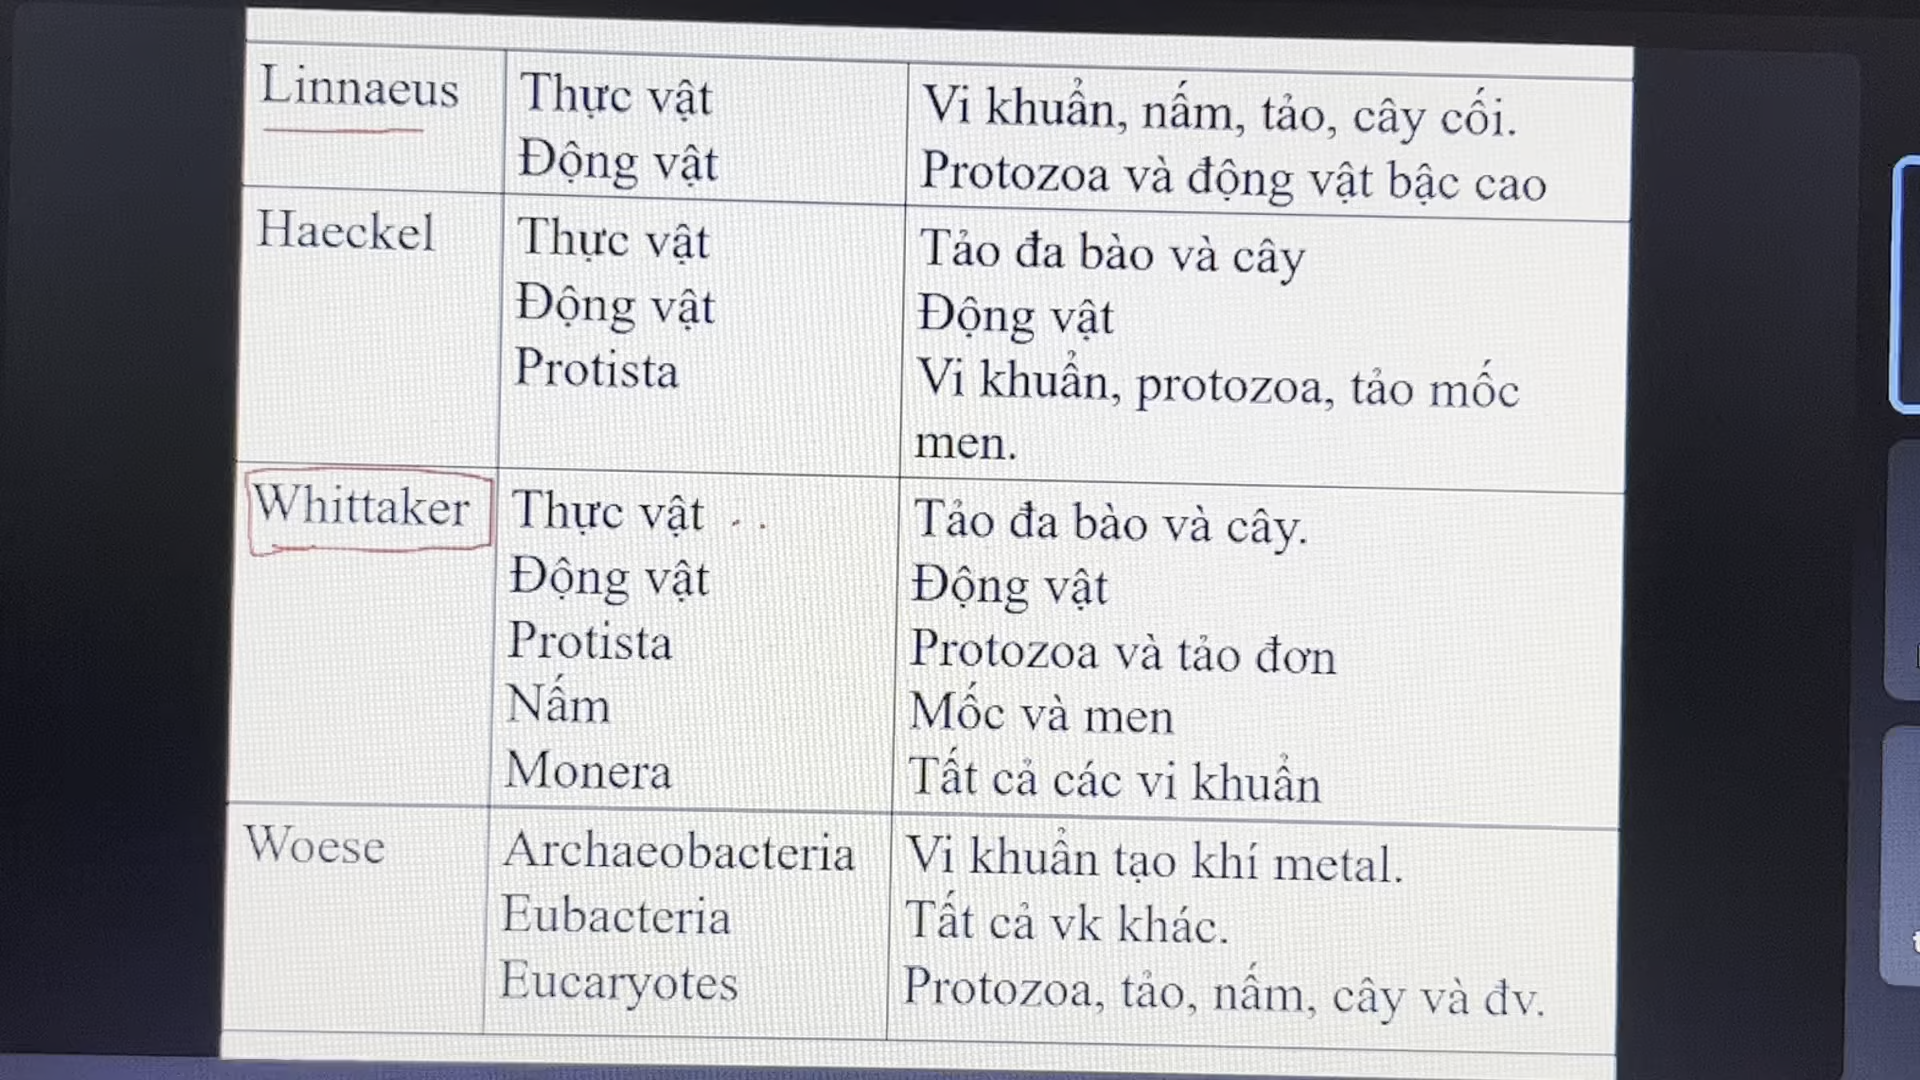 Linnaeus
Thực vật
Vi khuẩn, nấm, tảo, cây cối.
Động vật
Protozoa và động vật bậc cao
Haeckel
Thực vật
Tảo đa bào và cây
Động vật
Động vật
Protista
Vi khuẩn, protozoa, tảo mốc
men.
Whittaker
Thực vật
Tảo đa bào và cây.
Động vật
Động vật
Protista
Protozoa và tảo đơn
Nấm
Mốc và men
Monera
Tất cả các vi khuẩn
Woese
Archaeobacteria
Vi khuẩn tạo khí metal.
Eubacteria
Tất cả vk khác.
Eucaryotes
Protozoa, tảo, nấm, cây và đv.